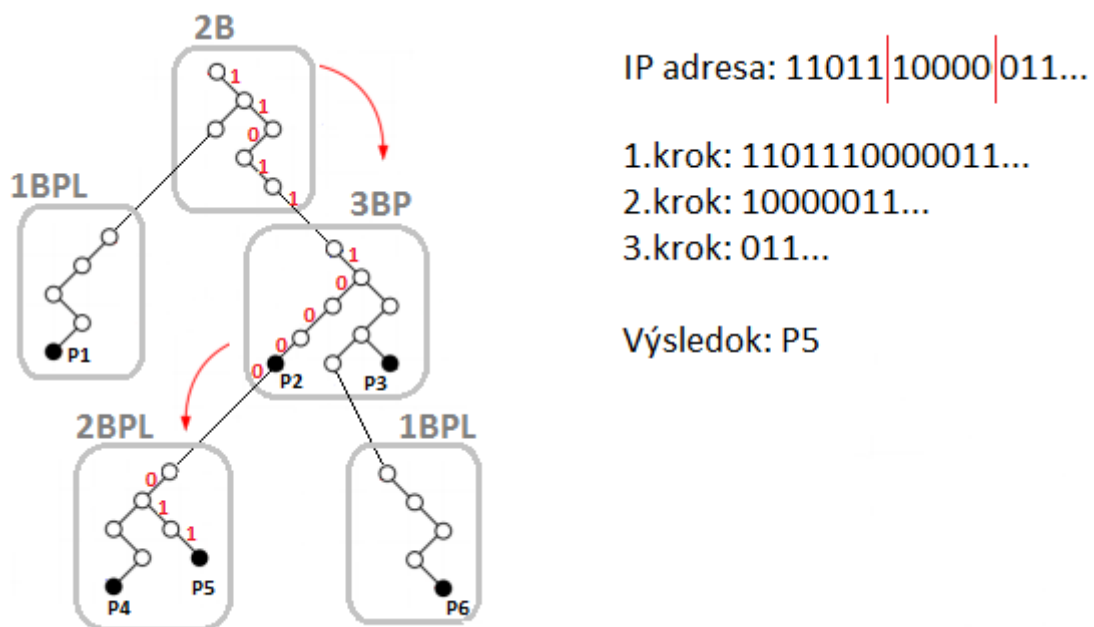 2B
1
1
0
1
1
1BPL
P1
3BP
1
0
0
0
0
P2
P3
2BPL
0
1
1
P4
P5
1BPL
P6
IP adresa: 11011|10000|011...
1.krok: 1101110000011...
2.krok: 10000011...
3.krok: 011...
Výsledok: P5